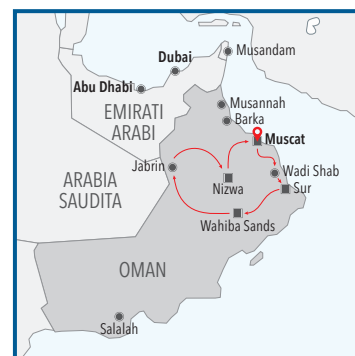 Dubai
Musandam
Abu Dhabi
EMIRATI
ARABI
Musannah
Barka
Muscat
Jabrin
Wadi Shab
ARABIA
SAUDITA
Nizwa
Sur
Wahiba Sands
OMAN
Salalah